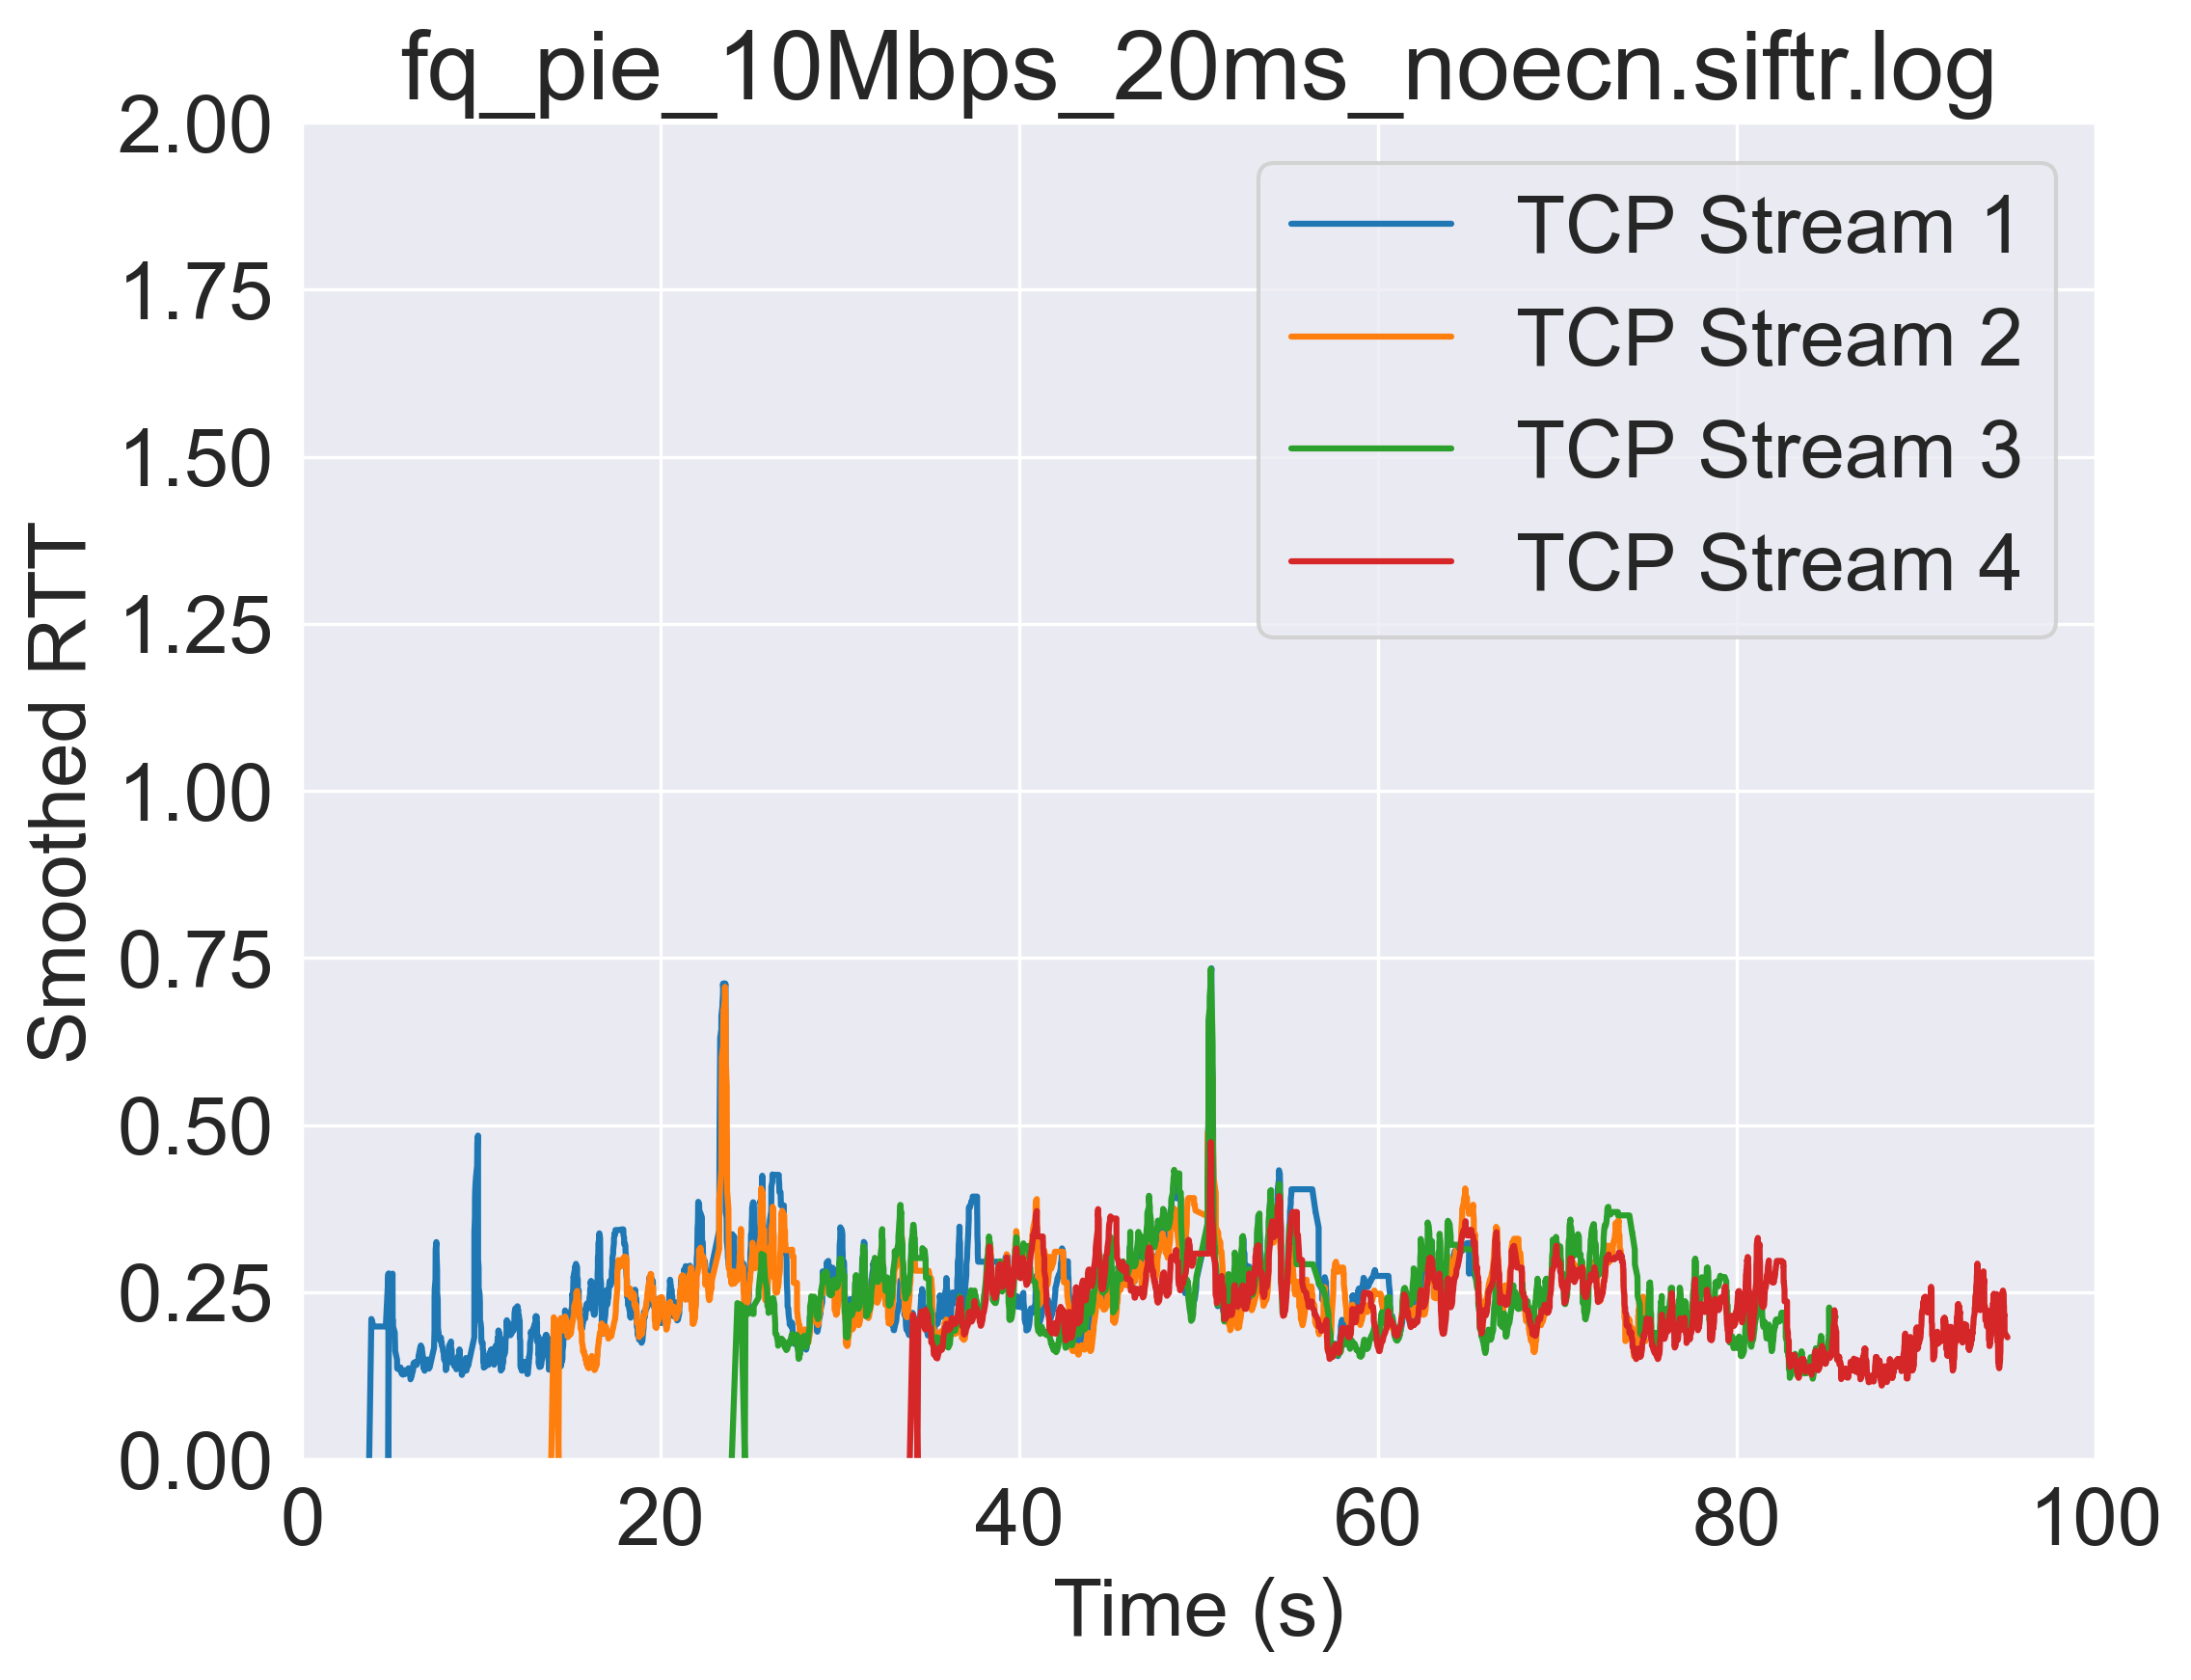 fq_pie_10Mbps_20ms_noecn.siftr.log
2.00
1.75
1.50
1.25
1.00
0.75
0.50
0.25
0.00
Smoothed RTT
TCP Stream 1
TCP Stream 2
TCP Stream 3
TCP Stream 4
0 20 40 60 80 100
Time (s)